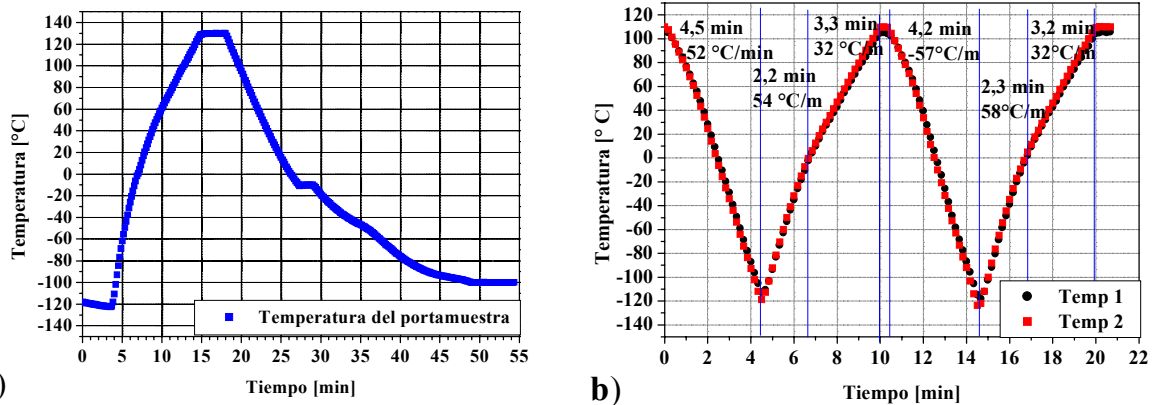 140
120
100
80
60
40
20
0
-20
-40
-60
-80
-100
-120
-140
Temperatura [°C]
Temperatura del portamuestra
0 5 10 15 20 25 30 35 40 45 50 55
Tiempo [min]
)
120
100
80
60
40
20
0
-20
-40
-60
-80
-100
-120
-140
Temperatura [° C]
4,5 min
-52 °C/min
2,2 min
54 °C/m
3,3 min
32 °C/m
4,2 min
-57°C/m
2,3 min
58°C/m
3,2 min
32°C/m
Temp 1
Temp 2
0 2 4 6 8 10 12 14 16 18 20 22
Tiempo [min]
b)